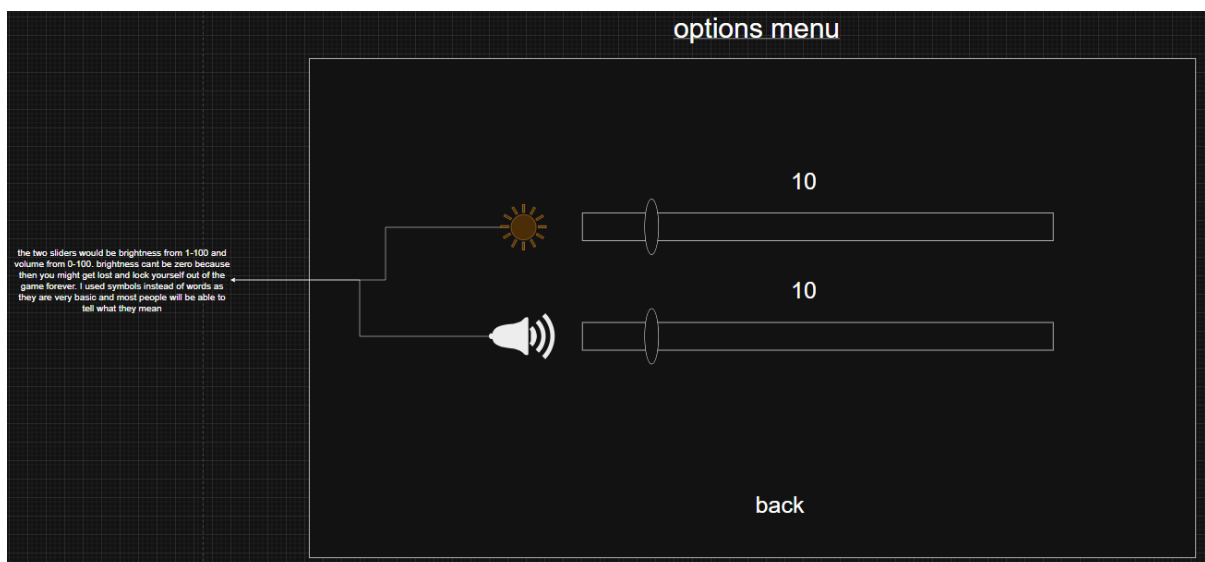 options menu
10
the two sliders would be brightness from 1-100 and
volume from 0-100. brightness cant be zero because
then you might get lost and lock yourself out of the
game forever. I used symbols instead of words as
they are very basic and most people will be able to
tell what they mean
10
back